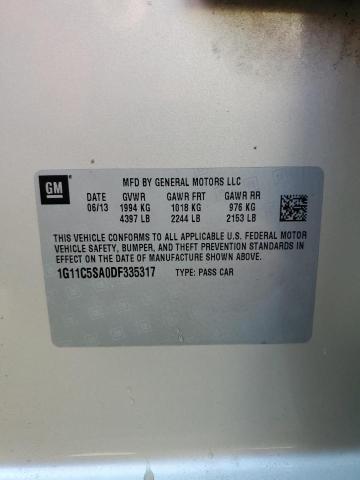 GM
MFD BY GENERAL MOTORS LLC
DATE GVWR GAWR FRT GAWR RR
06/13 1994 KG 1018 KG 976 KG
4397 LB 2244 LB 2153 LB
THIS VEHICLE CONFORMS TO ALL APPLICABLE U.S. FEDERAL MOTOR
VEHICLE SAFETY, BUMPER, AND THEFT PREVENTION STANDARDS IN
EFFECT ON THE DATE OF MANUFACTURE SHOWN ABOVE.
1G11C5SA0DF335317 TYPE: PASS CAR